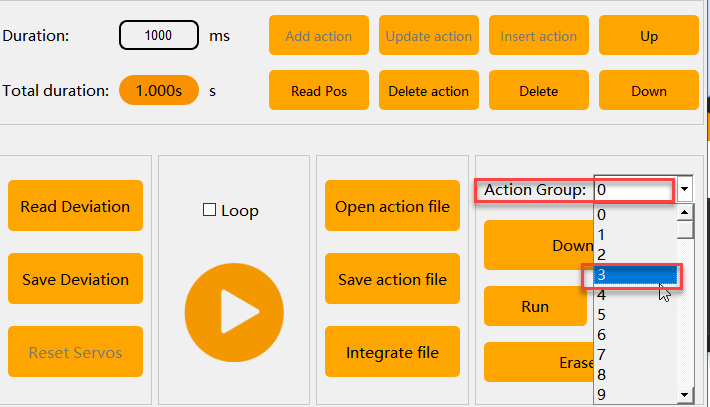 Duration: 1000 ms Add action Update action Insert action Up
Total duration: 1.000s s Read Pos Delete action Delete Down
Action Group: 0
Read Deviation Loop Open action file
0
1
2
Save Deviation Save action file Down
3
4
Run
5
6
Reset Servos Integrate file Erase
7
8
9